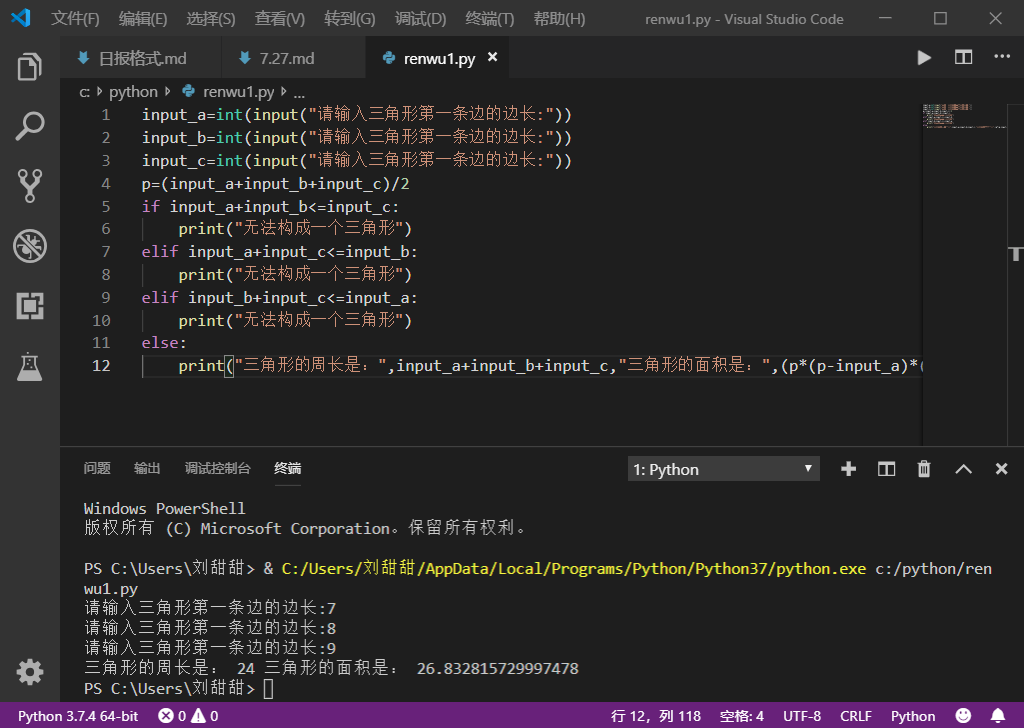 文件(F) 编辑(E) 选择(S) 查看(V) 转到(G) 调试(D) 终端(T) 帮助(H) renwu1.py - Visual Studio Code
日报格式.md 7.27.md renwu1.py
c: python renwu1.py ...
1 input_a=int(input("请输入三角形第一条边的边长:"))
2 input_b=int(input("请输入三角形第一条边的边长:"))
3 input_c=int(input("请输入三角形第一条边的边长:"))
4 p=(input_a+input_b+input_c)/2
5 if input_a+input_b<=input_c:
6 print("无法构成一个三角形")
7 elif input_a+input_c<=input_b:
8 print("无法构成一个三角形")
9 elif input_b+input_c<=input_a:
10 print("无法构成一个三角形")
11 else:
12 print("三角形的周长是：",input_a+input_b+input_c,"三角形的面积是：",(p*(p-input_a)*(
问题 输出 调试控制台 终端 1: Python
Windows PowerShell
版权所有 (C) Microsoft Corporation。保留所有权利。
PS C:\Users\刘甜甜> & C:/Users/刘甜甜/AppData/Local/Programs/Python/Python37/python.exe c:/python/ren
wu1.py
请输入三角形第一条边的边长:7
请输入三角形第一条边的边长:8
请输入三角形第一条边的边长:9
三角形的周长是： 24 三角形的面积是： 26.832815729997478
PS C:\Users\刘甜甜>
Python 3.7.4 64-bit 0 0 行 12，列 118 空格: 4 UTF-8 CRLF Python